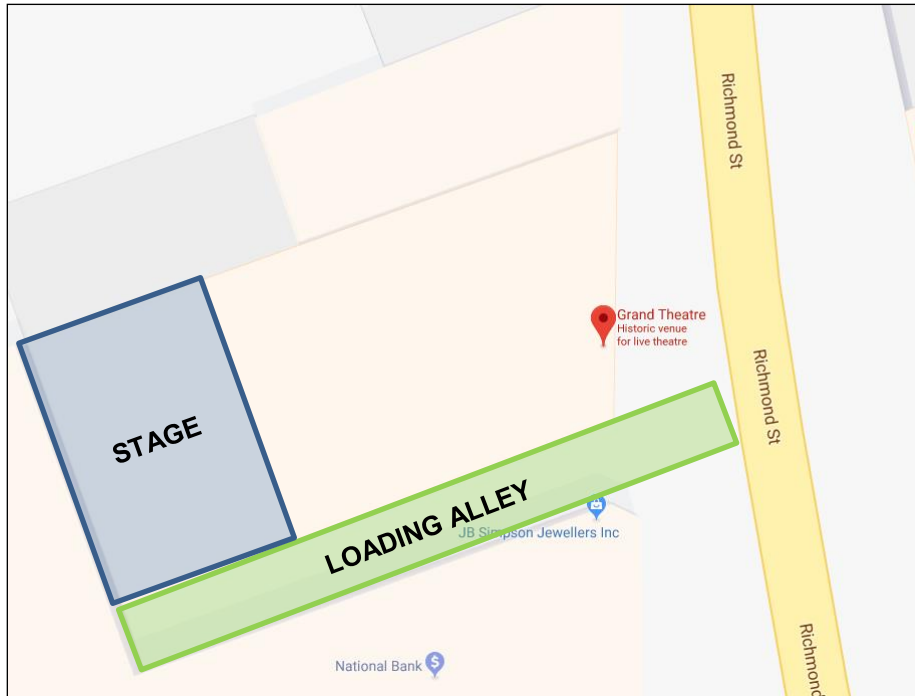 Richmond St
Grand Theatre
Historic venue
for live theatre
Richmond St
STAGE
LOADING ALLEY
JB Simpson Jewellers Inc
National Bank
$
Richmond